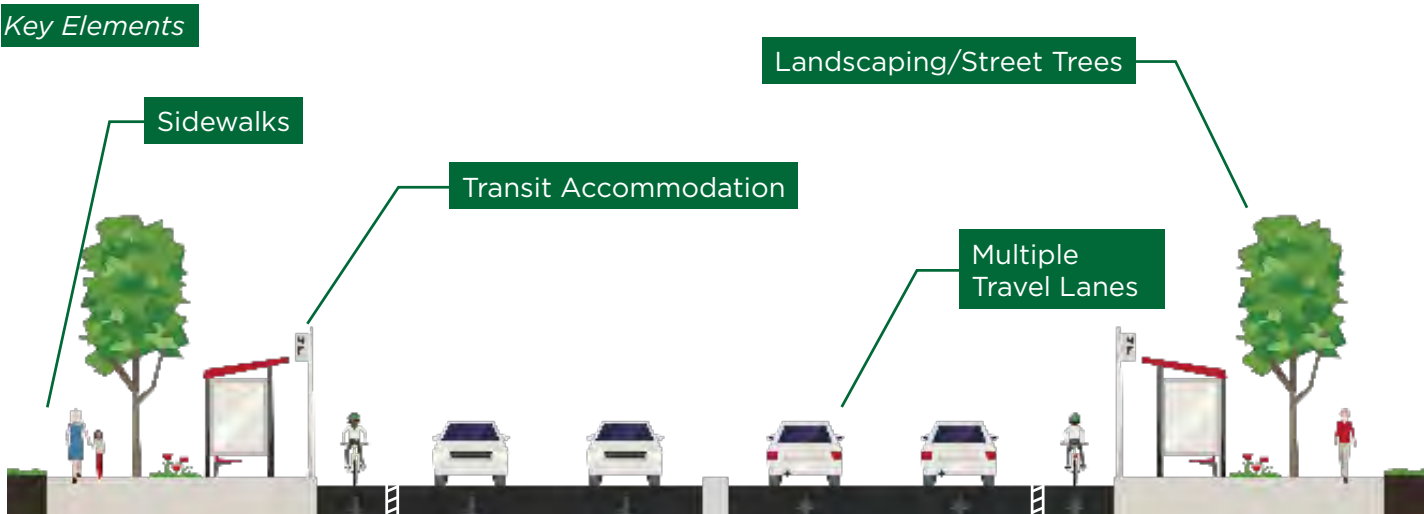 Key Elements
Landscaping/Street Trees
Sidewalks
Transit Accommodation
Multiple
Travel Lanes